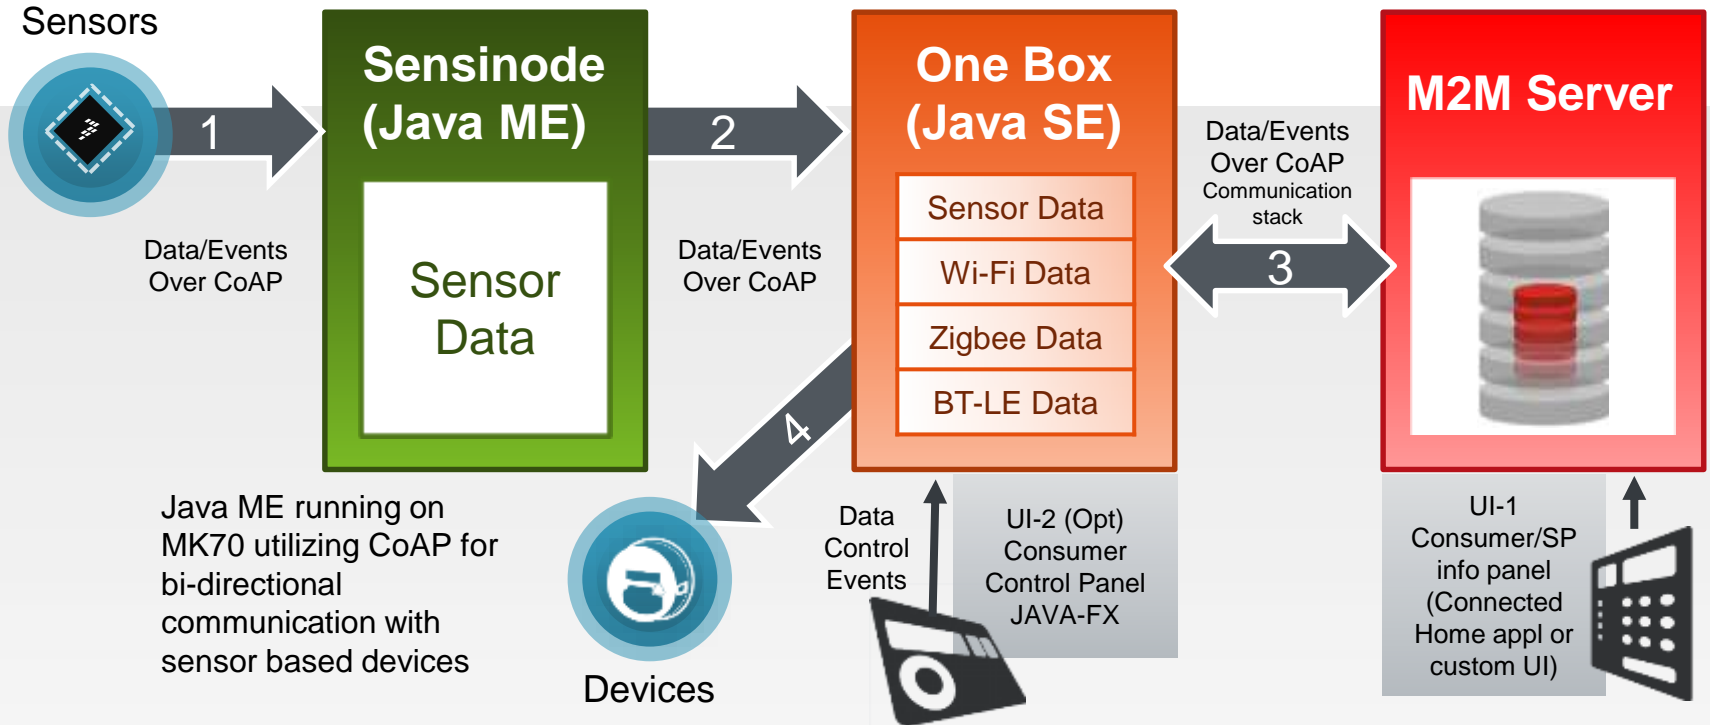 Sensors
1
Data/Events
Over CoAP
Sensinode
(Java ME)
Sensor
Data
2
Data/Events
Over CoAP
One Box
(Java SE)
Sensor Data
Wi-Fi Data
Zigbee Data
BT-LE Data
Data/Events
Over CoAP
Communication
stack
3
M2M Server
4
Java ME running on
MK70 utilizing CoAP for
bi-directional
communication with
sensor based devices
Devices
Data
Control
Events
UI-2 (Opt)
Consumer
Control Panel
JAVA-FX
UI-1
Consumer/SP
info panel
(Connected
Home appl or
custom UI)